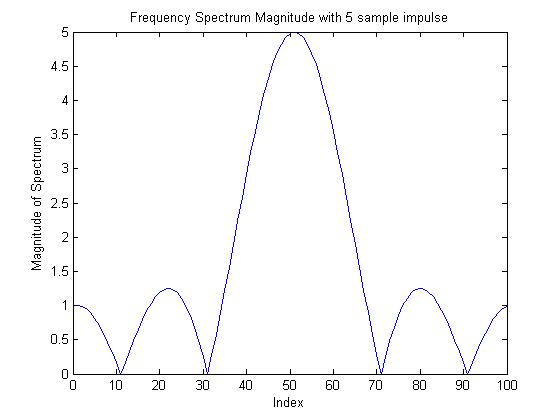 Frequency Spectrum Magnitude with 5 sample impulse
5
4.5
4
3.5
3
2.5
2
1.5
1
0.5
0
Magnitude of Spectrum
0 10 20 30 40 50 60 70 80 90 100
Index